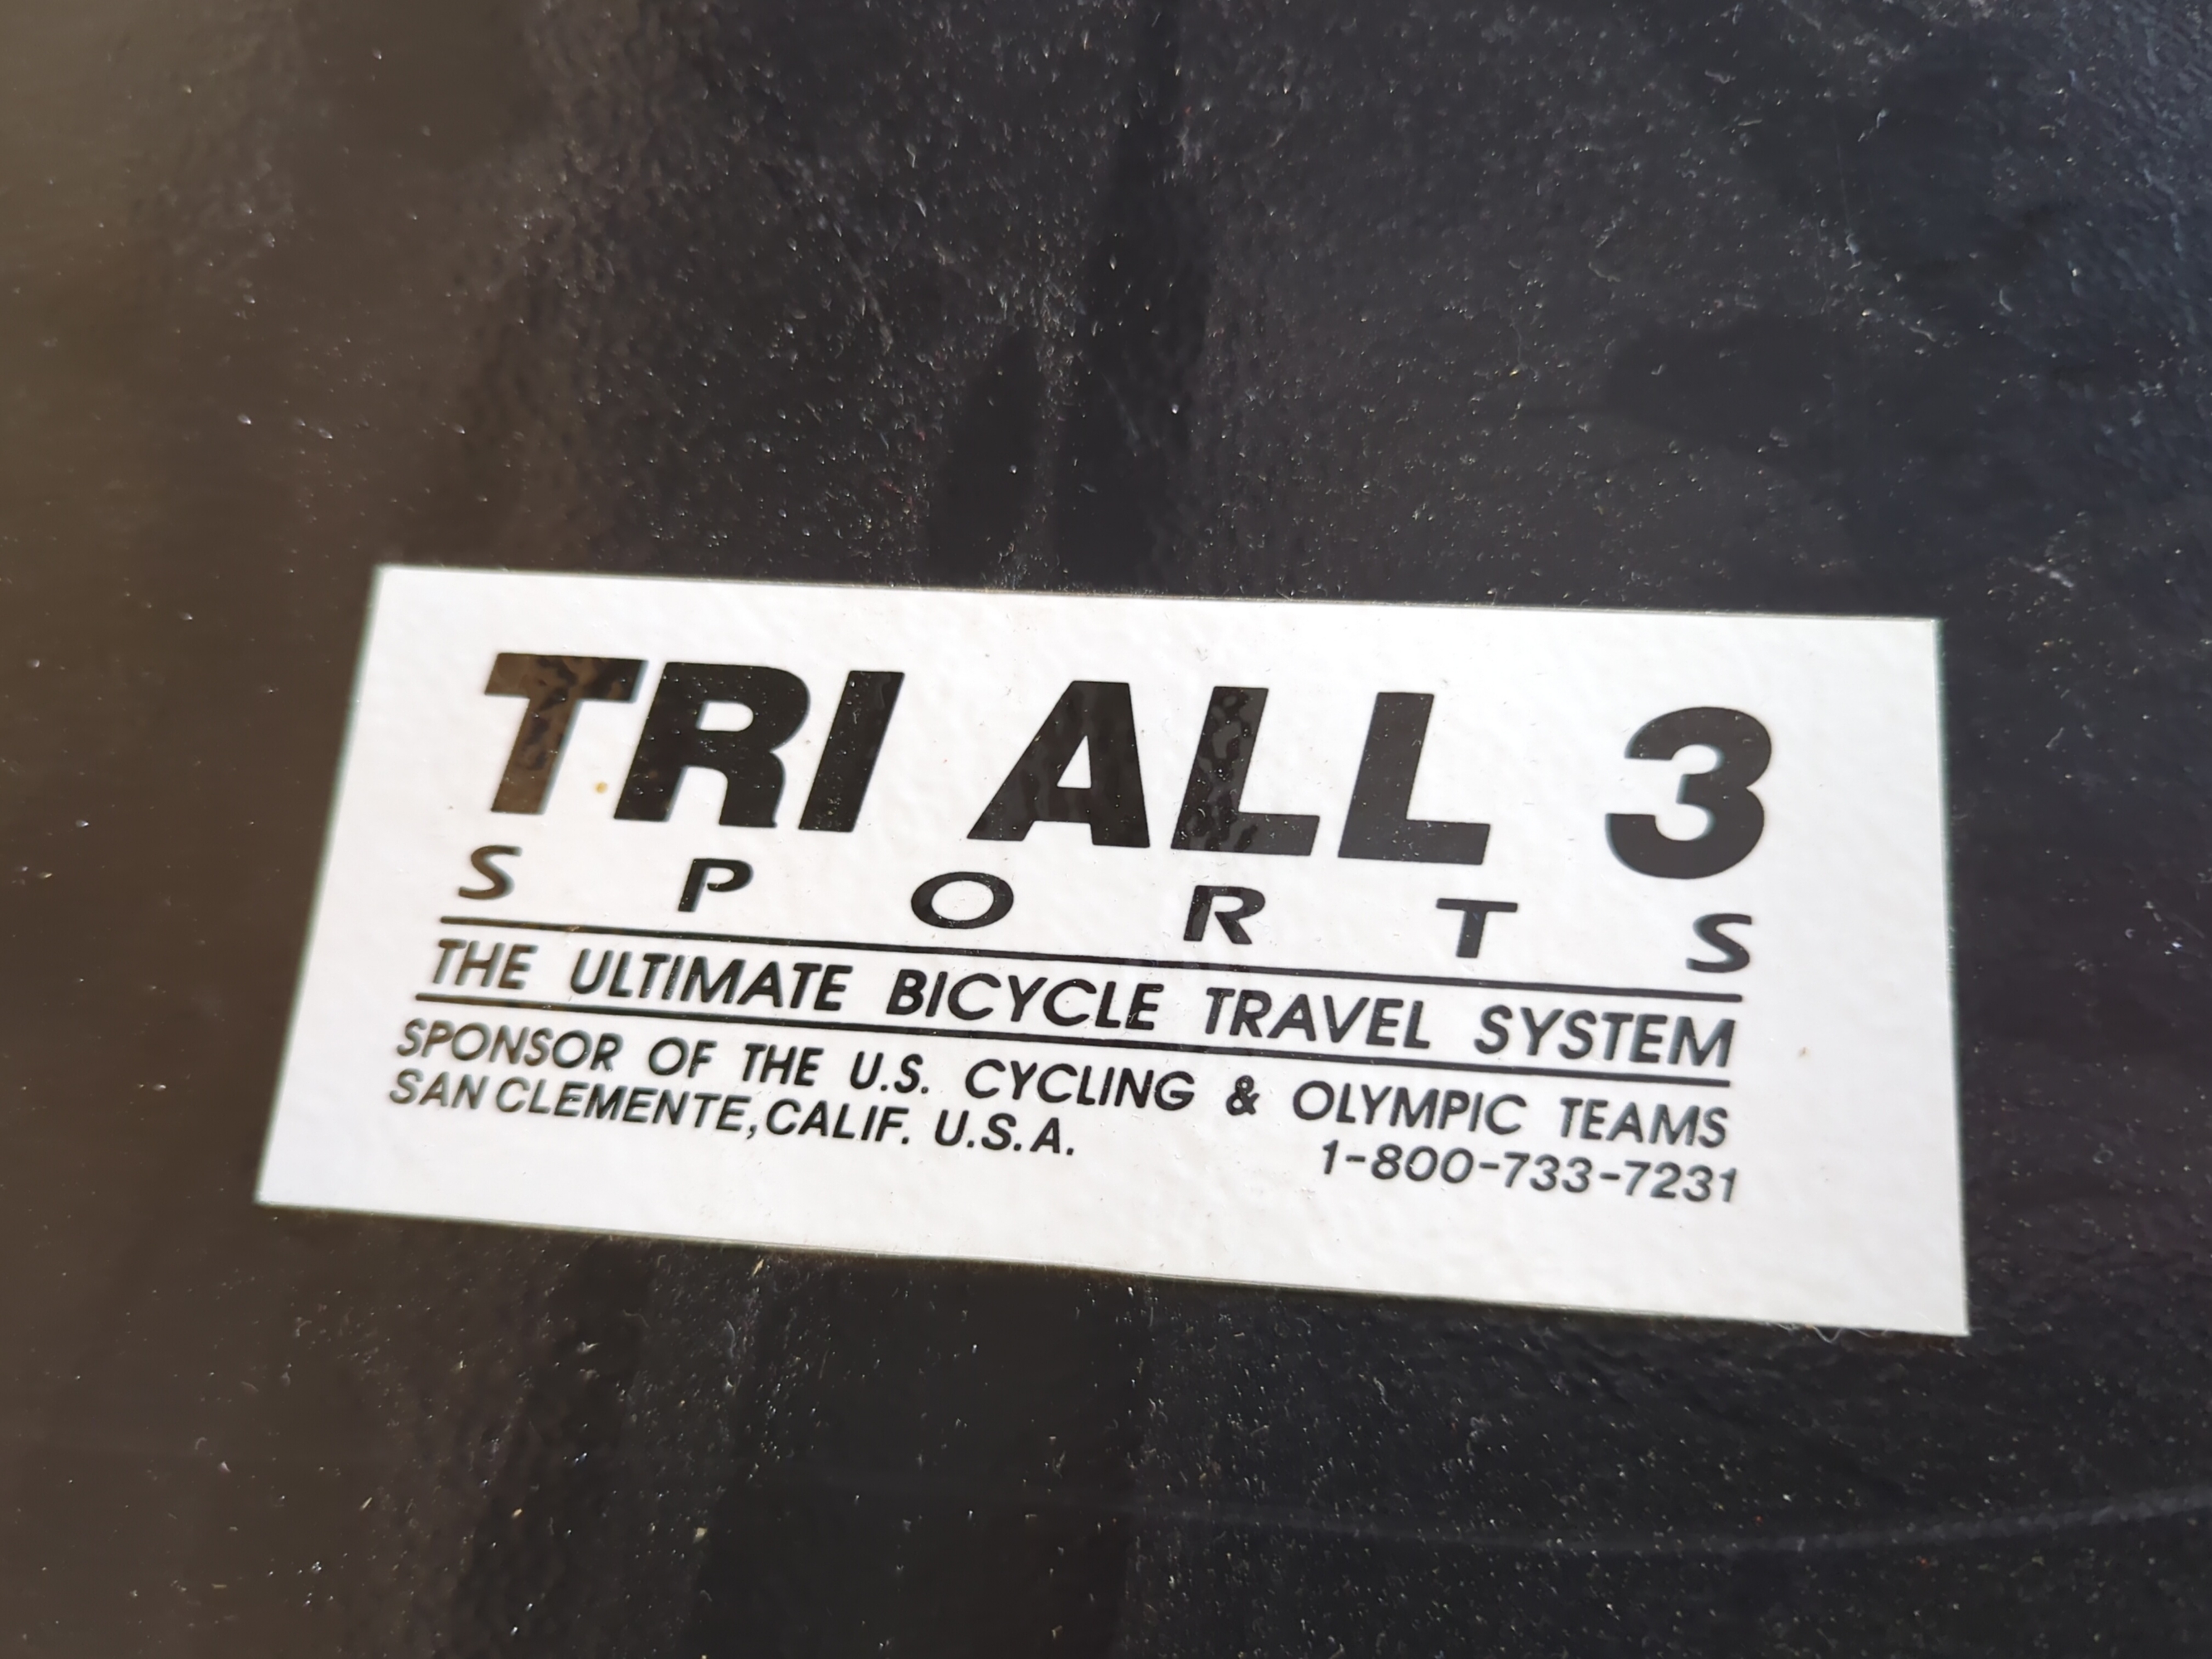 TRI ALL 3
SPORTS
THE ULTIMATE BICYCLE TRAVEL SYSTEM
SPONSOR OF THE U.S. CYCLING & OLYMPIC TEAMS
SAN CLEMENTE, CALIF. U.S.A. 1-800-733-7231